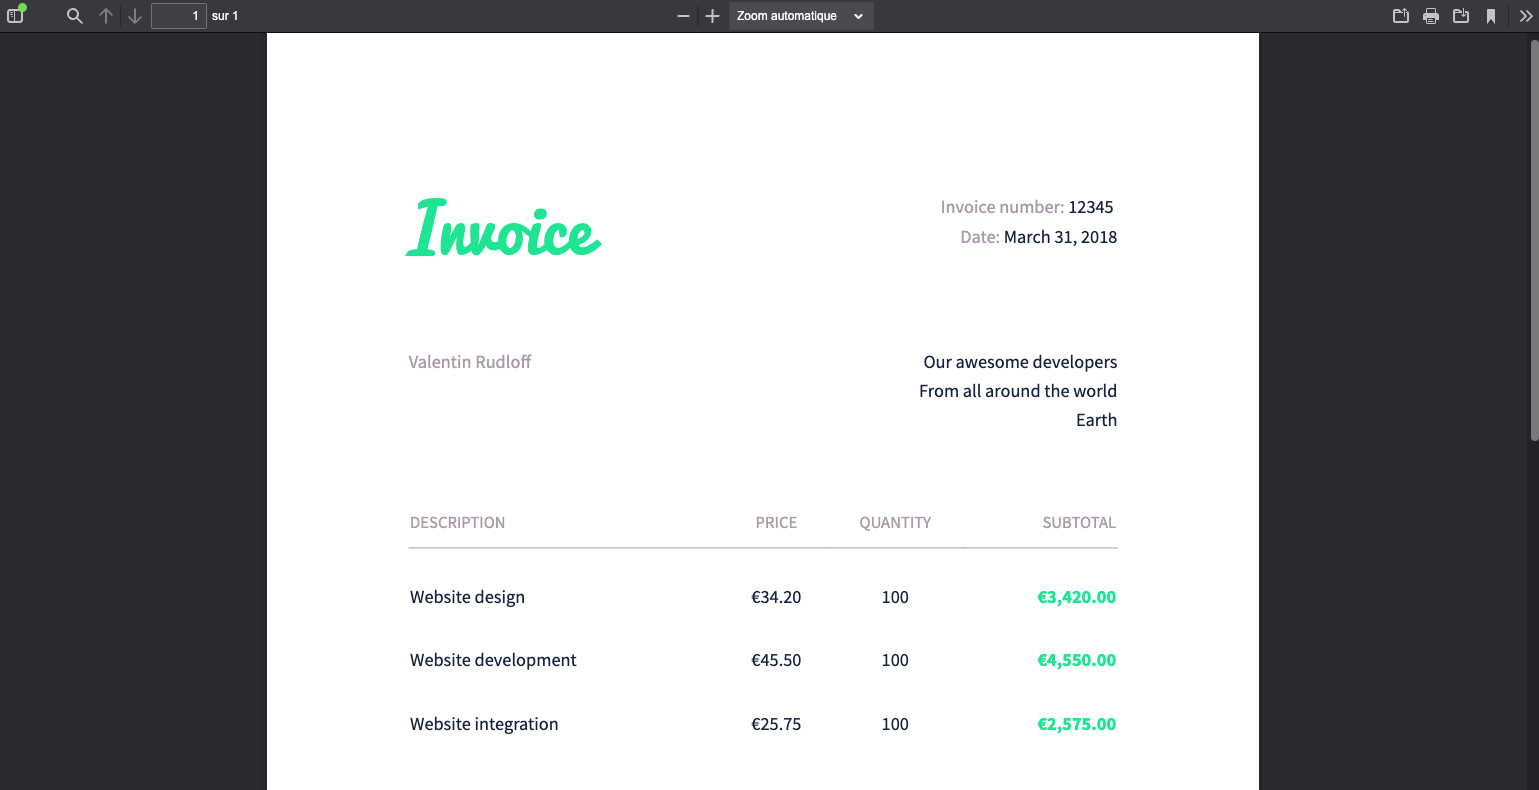 1 sur 1 Zoom automatique
Invoice
Invoice number: 12345
Date: March 31, 2018
Valentin Rudloff
Our awesome developers
From all around the world
Earth
DESCRIPTION PRICE QUANTITY SUBTOTAL
Website design €34.20 100 €3,420.00
Website development €45.50 100 €4,550.00
Website integration €25.75 100 €2,575.00